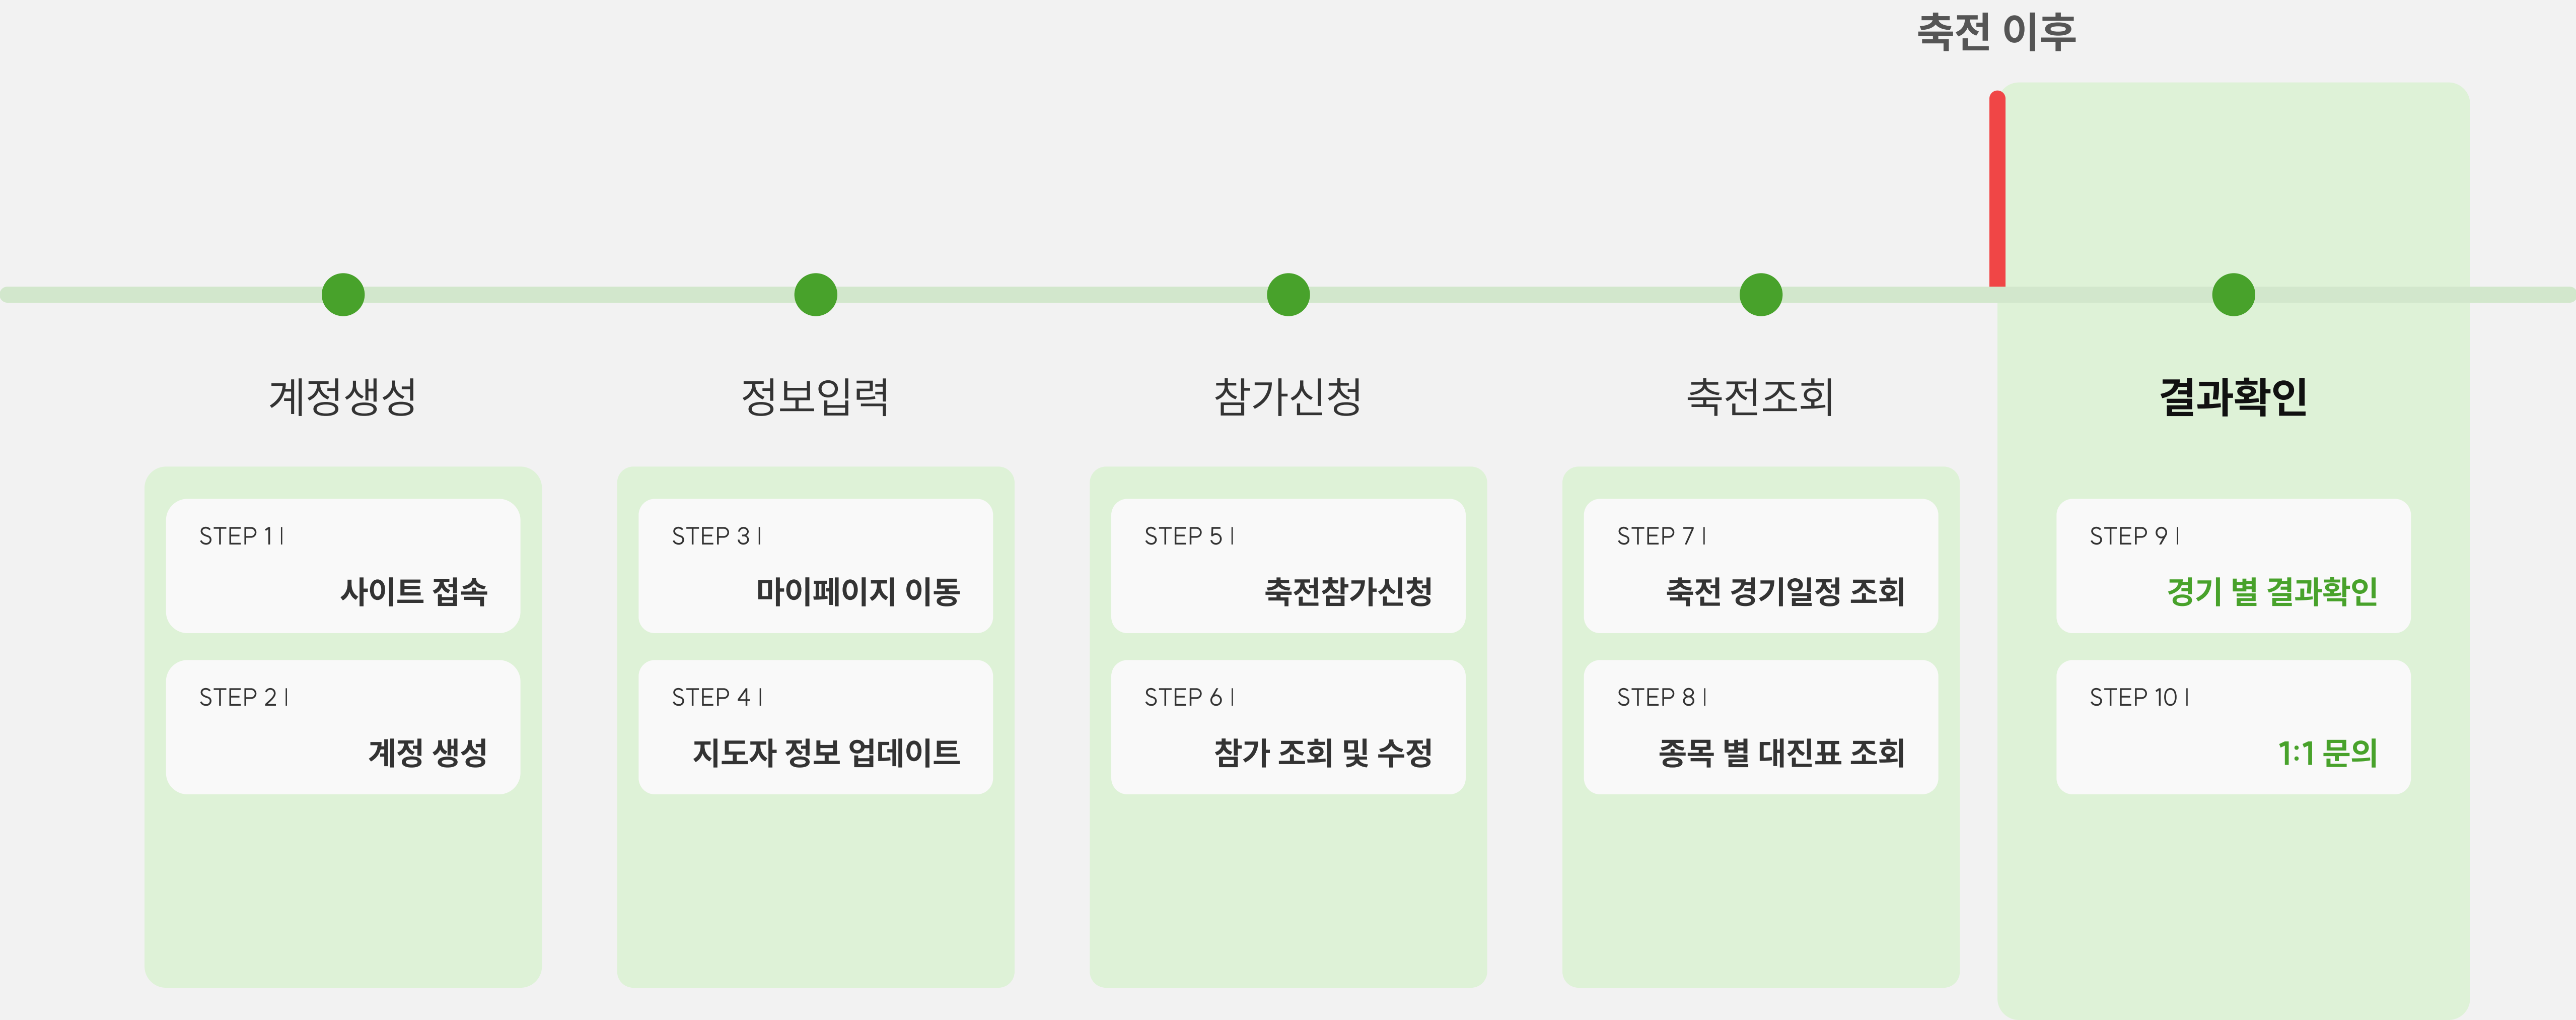 축전 이후
계정생성
STEP 1 |
사이트 접속
STEP 2 |
계정 생성
정보입력
STEP 3 |
마이페이지 이동
STEP 4 |
지도자 정보 업데이트
참가신청
STEP 5 |
축전참가신청
STEP 6 |
참가 조회 및 수정
축전조회
STEP 7 |
축전 경기일정 조회
STEP 8 |
종목 별 대진표 조회
결과확인
STEP 9 |
경기 별 결과확인
STEP 10 |
1:1 문의